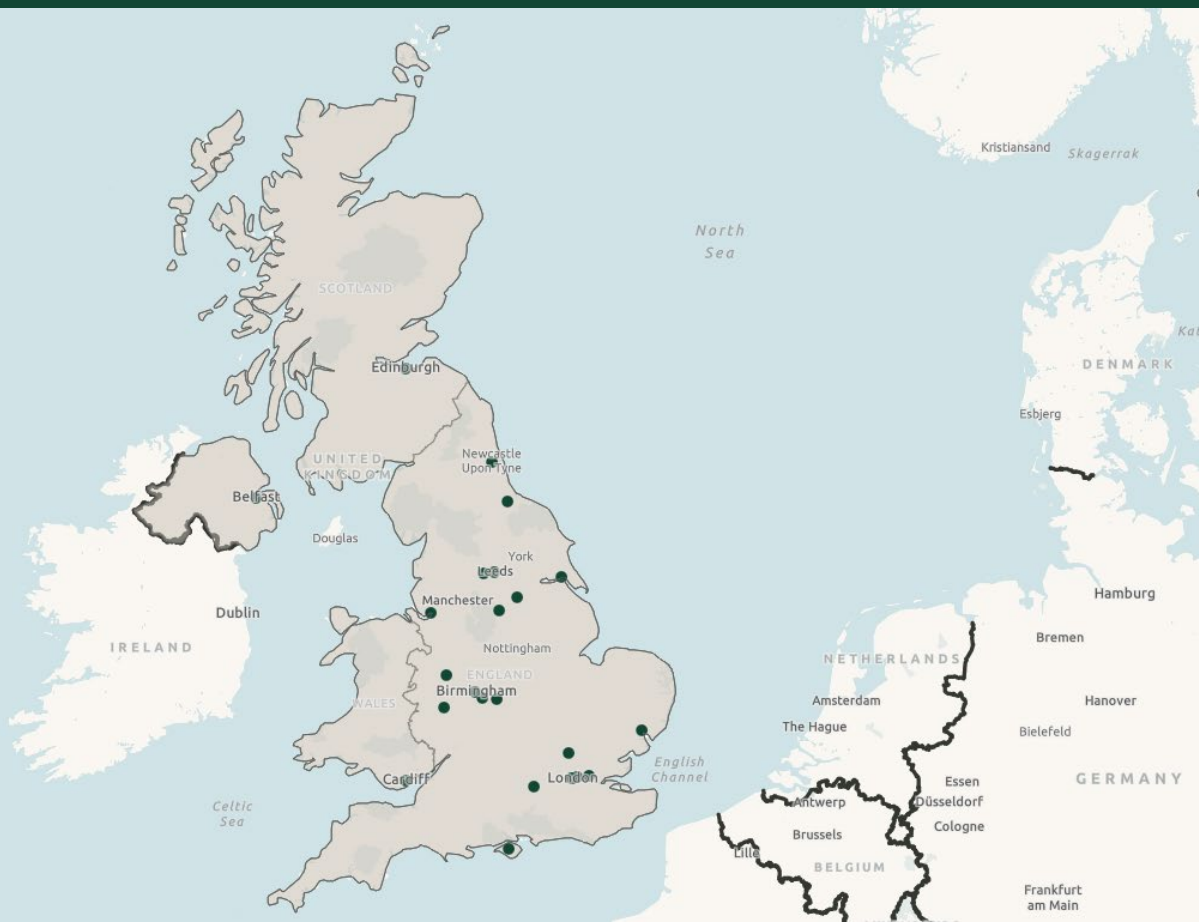 Kristiansand
Skagerrak
North
Sea
SCOTLAND
DENMARK
Edinburgh
Esbjerg
UNITED
KINGDOM
Newcastle
Upon Tyne
Belfast
Douglas
York
Leeds
Manchester
Hamburg
Dublin
Bremen
IRELAND
Nottingham
NETHERLANDS
ENGLAND
Birmingham
WALES
Amsterdam
Hanover
The Hague
Bielefeld
English
Channel
Cardiff
London
Essen
GERMANY
Antwerp
Düsseldorf
Celtic
Sea
Brussels
Cologne
Lille
BELGIUM
Frankfurt
am Main